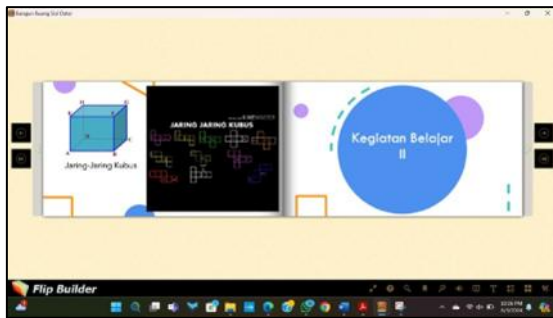 Bangun Ruang Sisi Datar
JARING JARING KUBUS
Jaring-Jaring Kubus
Kegiatan Belajar
II
Flip Builder